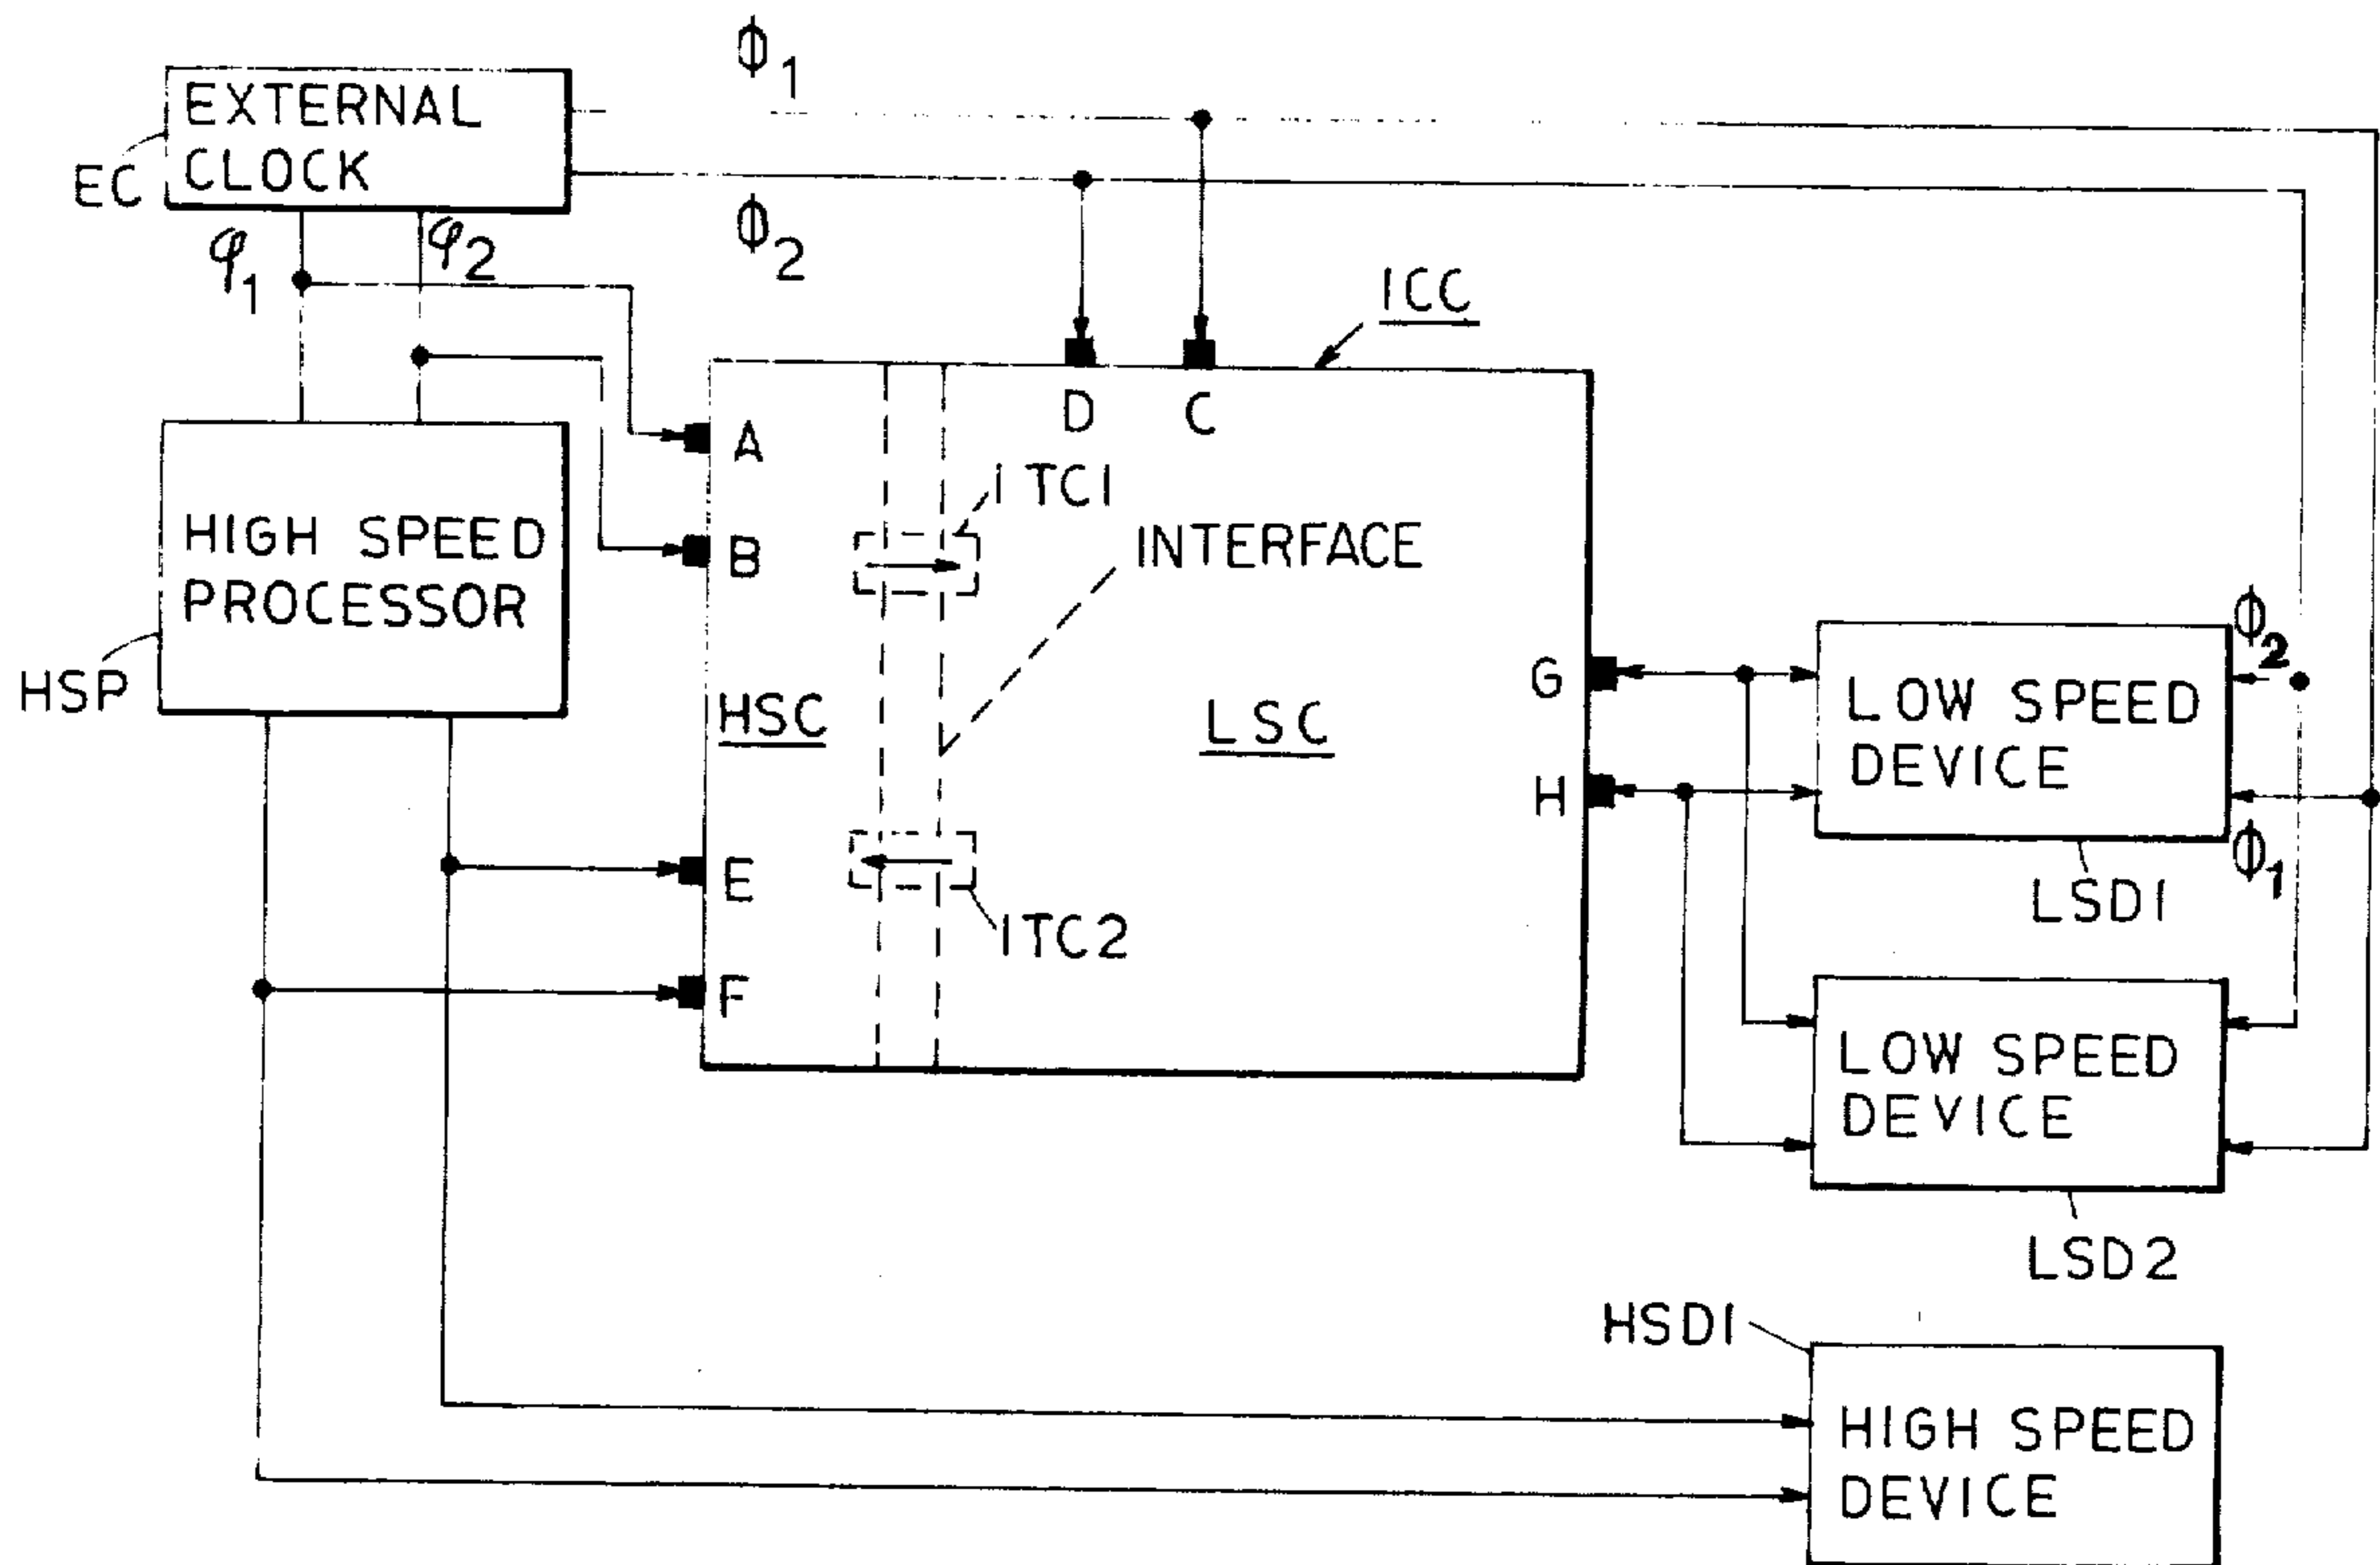 ϕ1
EXTERNAL
CLOCK
EC
φ1
φ2
ϕ2
ICC
D
C
A
ITC1
HIGH SPEED
PROCESSOR
B
INTERFACE
HSP
HSC
LSC
G
ϕ2
LOW SPEED
DEVICE
H
ϕ1
E
LSD1
ITC2
F
LOW SPEED
DEVICE
LSD2
HSD1
HIGH SPEED
DEVICE